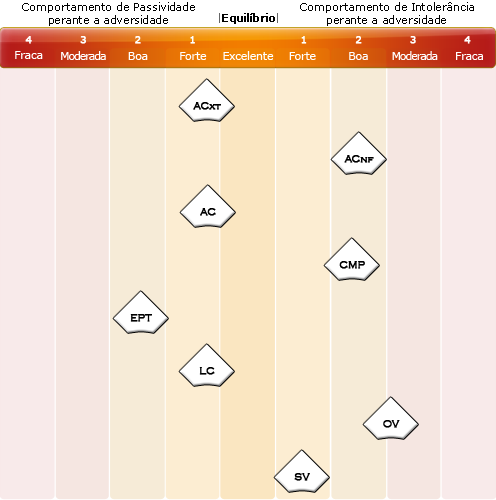 Comportamento de Passividade
perante a adversidade
|Equilíbrio|
Comportamento de Intolerância
perante a adversidade
4 3 2 1 1 2 3 4
Fraca Moderada Boa Forte Excelente Forte Boa Moderada Fraca
ACXT
ACNF
AC
CMP
EPT
LC
OV
SV